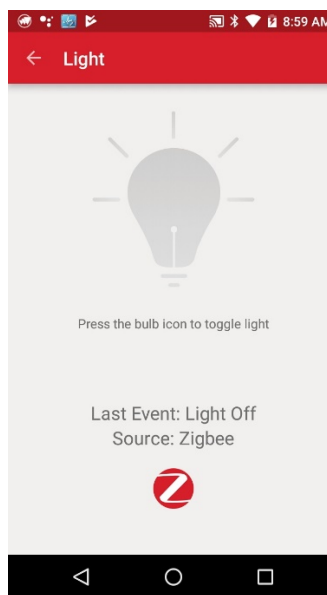 8:59 AM
Light
Press the bulb icon to toggle light
Last Event: Light Off
Source: Zigbee